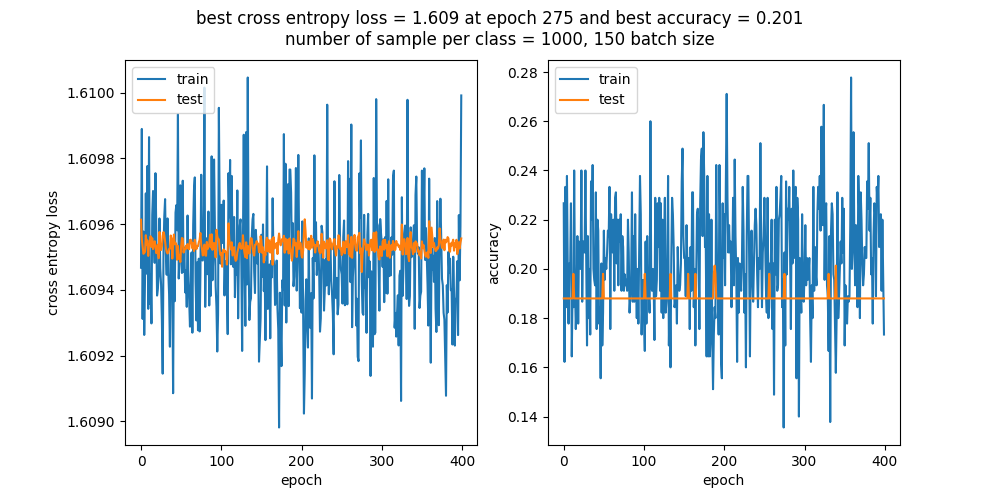 best cross entropy loss = 1.609 at epoch 275 and best accuracy = 0.201
number of sample per class = 1000, 150 batch size
train
test
1.6100
1.6098
1.6096
1.6094
1.6092
1.6090
cross entropy loss
0
100
200
300
400
epoch
train
test
0.28
0.26
0.24
0.22
0.20
0.18
0.16
0.14
accuracy
0
100
200
300
400
epoch